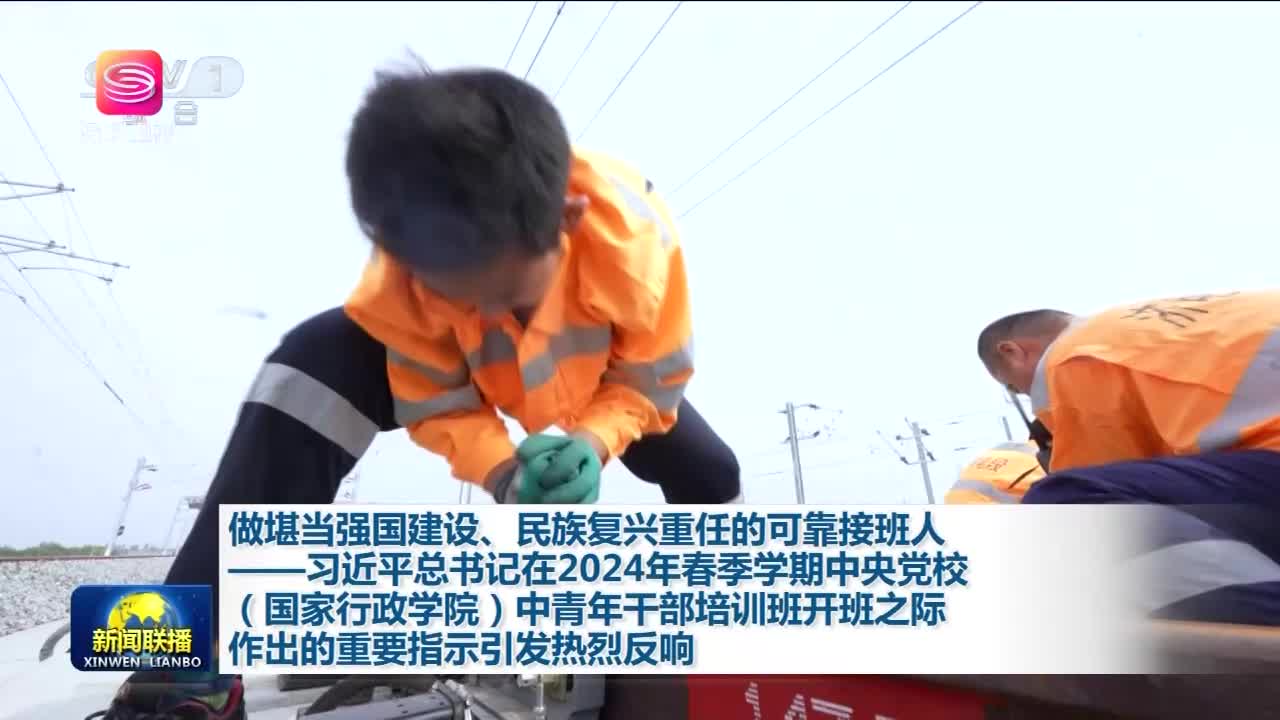 1
综合
做堪当强国建设、民族复兴重任的可靠接班人
——习近平总书记在2024年春季学期中央党校
（国家行政学院）中青年干部培训班开班之际
作出的重要指示引发热烈反响
新闻联播
XINWEN LIANBO